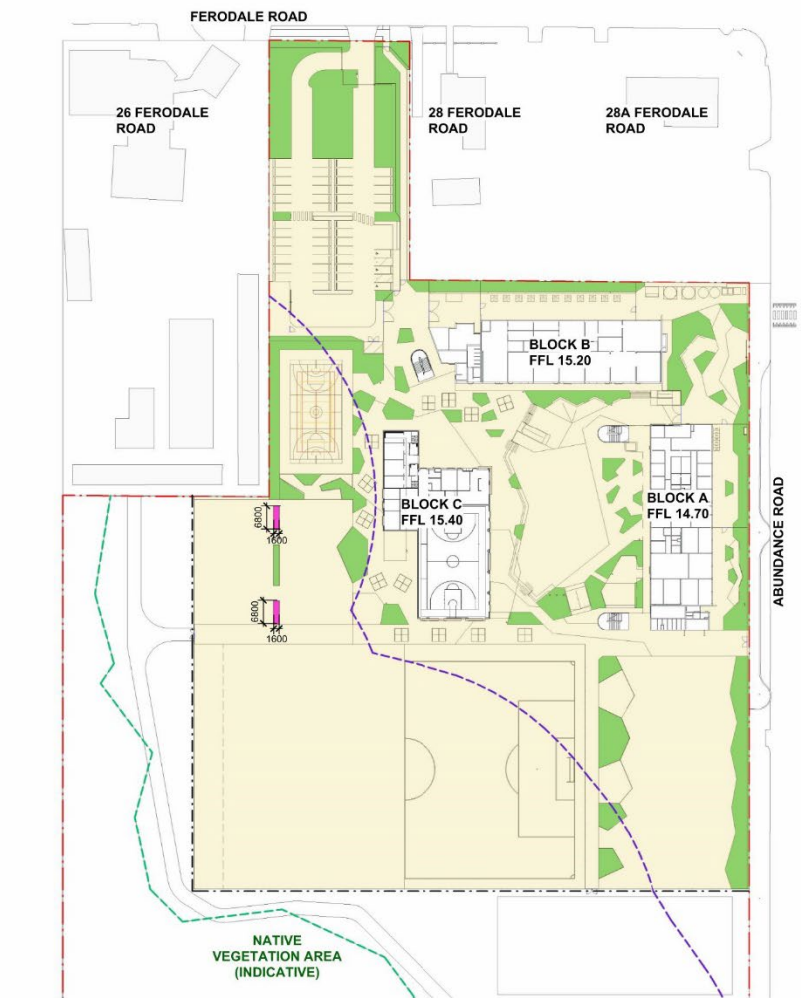 FERODALE ROAD
26 FERODALE
ROAD
28 FERODALE
ROAD
28A FERODALE
ROAD
BLOCK B
FFL 15.20
BLOCK C
FFL 15.40
BLOCK A
FFL 14.70
ABUNDANCE ROAD
6800
1600
6800
1600
NATIVE
VEGETATION AREA
(INDICATIVE)